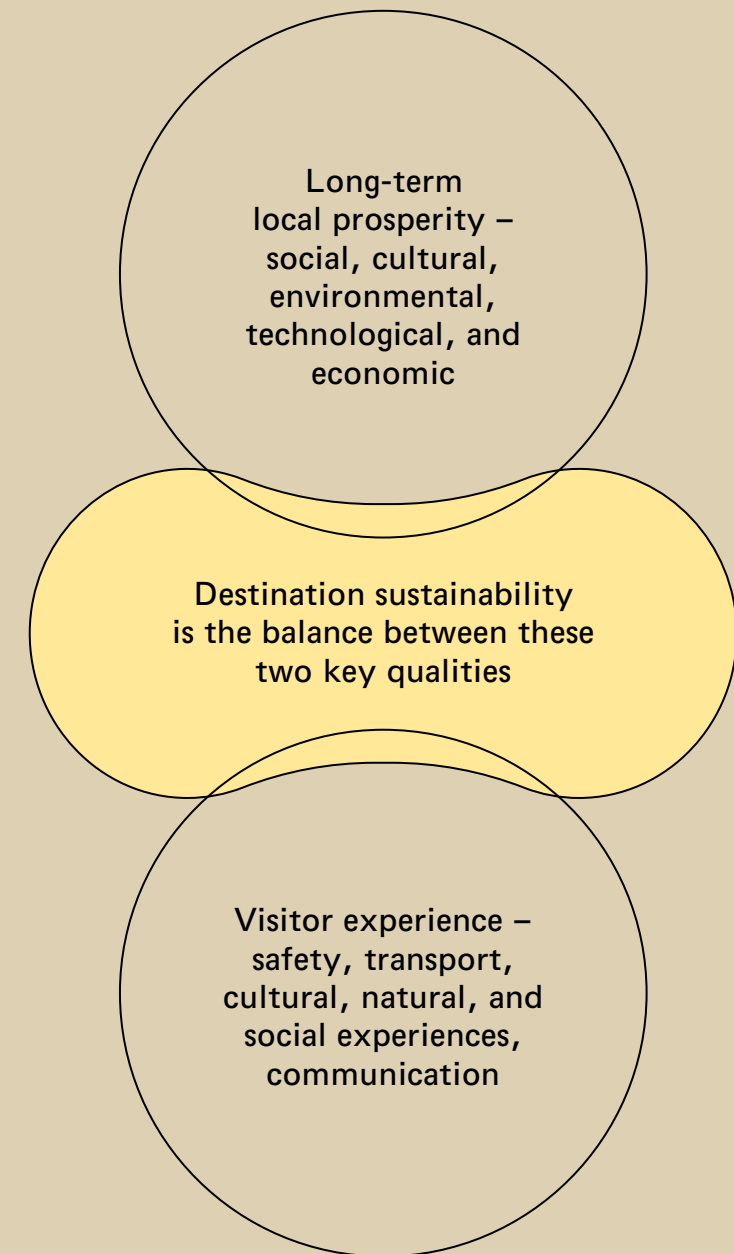 Long-term
local prosperity –
social, cultural,
environmental,
technological, and
economic
Destination sustainability
is the balance between these
two key qualities
Visitor experience –
safety, transport,
cultural, natural, and
social experiences,
communication